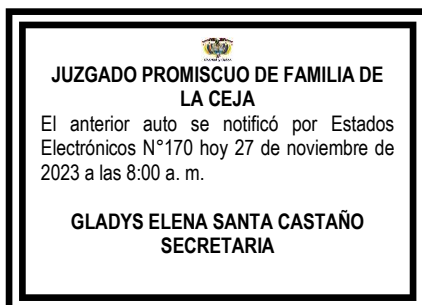 JUZGADO PROMISCUO DE FAMILIA DE
LA CEJA
El anterior auto se notificó por Estados
Electrónicos N°170 hoy 27 de noviembre de
2023 a las 8:00 a. m.
GLADYS ELENA SANTA CASTAÑO
SECRETARIA